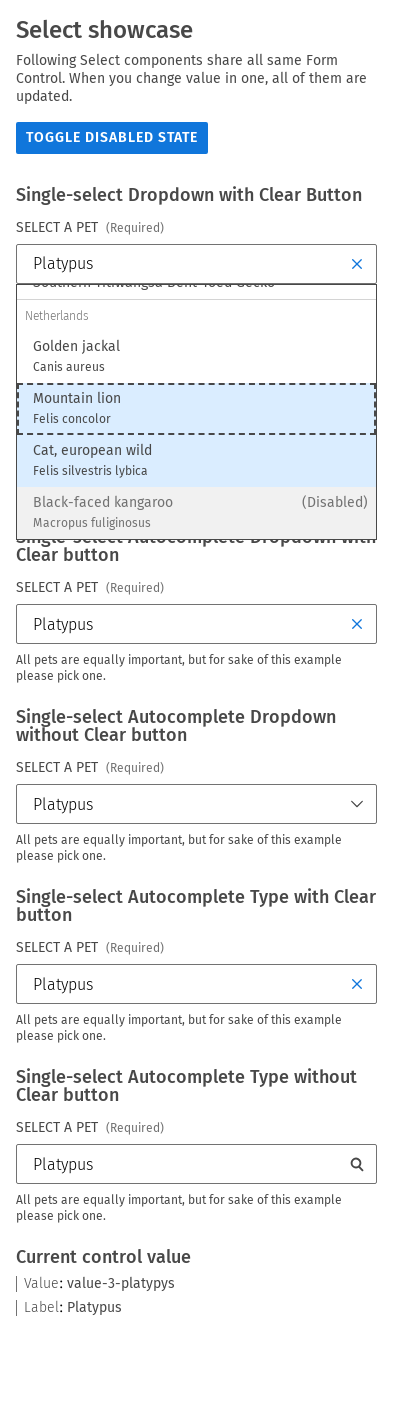 Select showcase
Following Select components share all same Form
Control. When you change value in one, all of them are
updated.
TOGGLE DISABLED STATE
Single-select Dropdown with Clear Button
SELECT A PET (Required)
Platypus
Netherlands
Golden jackal
Canis aureus
Mountain lion
Felis concolor
Cat, european wild
Felis silvestris lybica
Black-faced kangaroo (Disabled)
Macropus fuliginosus
Single-select Autocomplete Dropdown with
Clear button
SELECT A PET (Required)
Platypus
All pets are equally important, but for sake of this example
please pick one.
Single-select Autocomplete Dropdown
without Clear button
SELECT A PET (Required)
Platypus
All pets are equally important, but for sake of this example
please pick one.
Single-select Autocomplete Type with Clear
button
SELECT A PET (Required)
Platypus
All pets are equally important, but for sake of this example
please pick one.
Single-select Autocomplete Type without
Clear button
SELECT A PET (Required)
Platypus
All pets are equally important, but for sake of this example
please pick one.
Current control value
Value: value-3-platypys
Label: Platypus